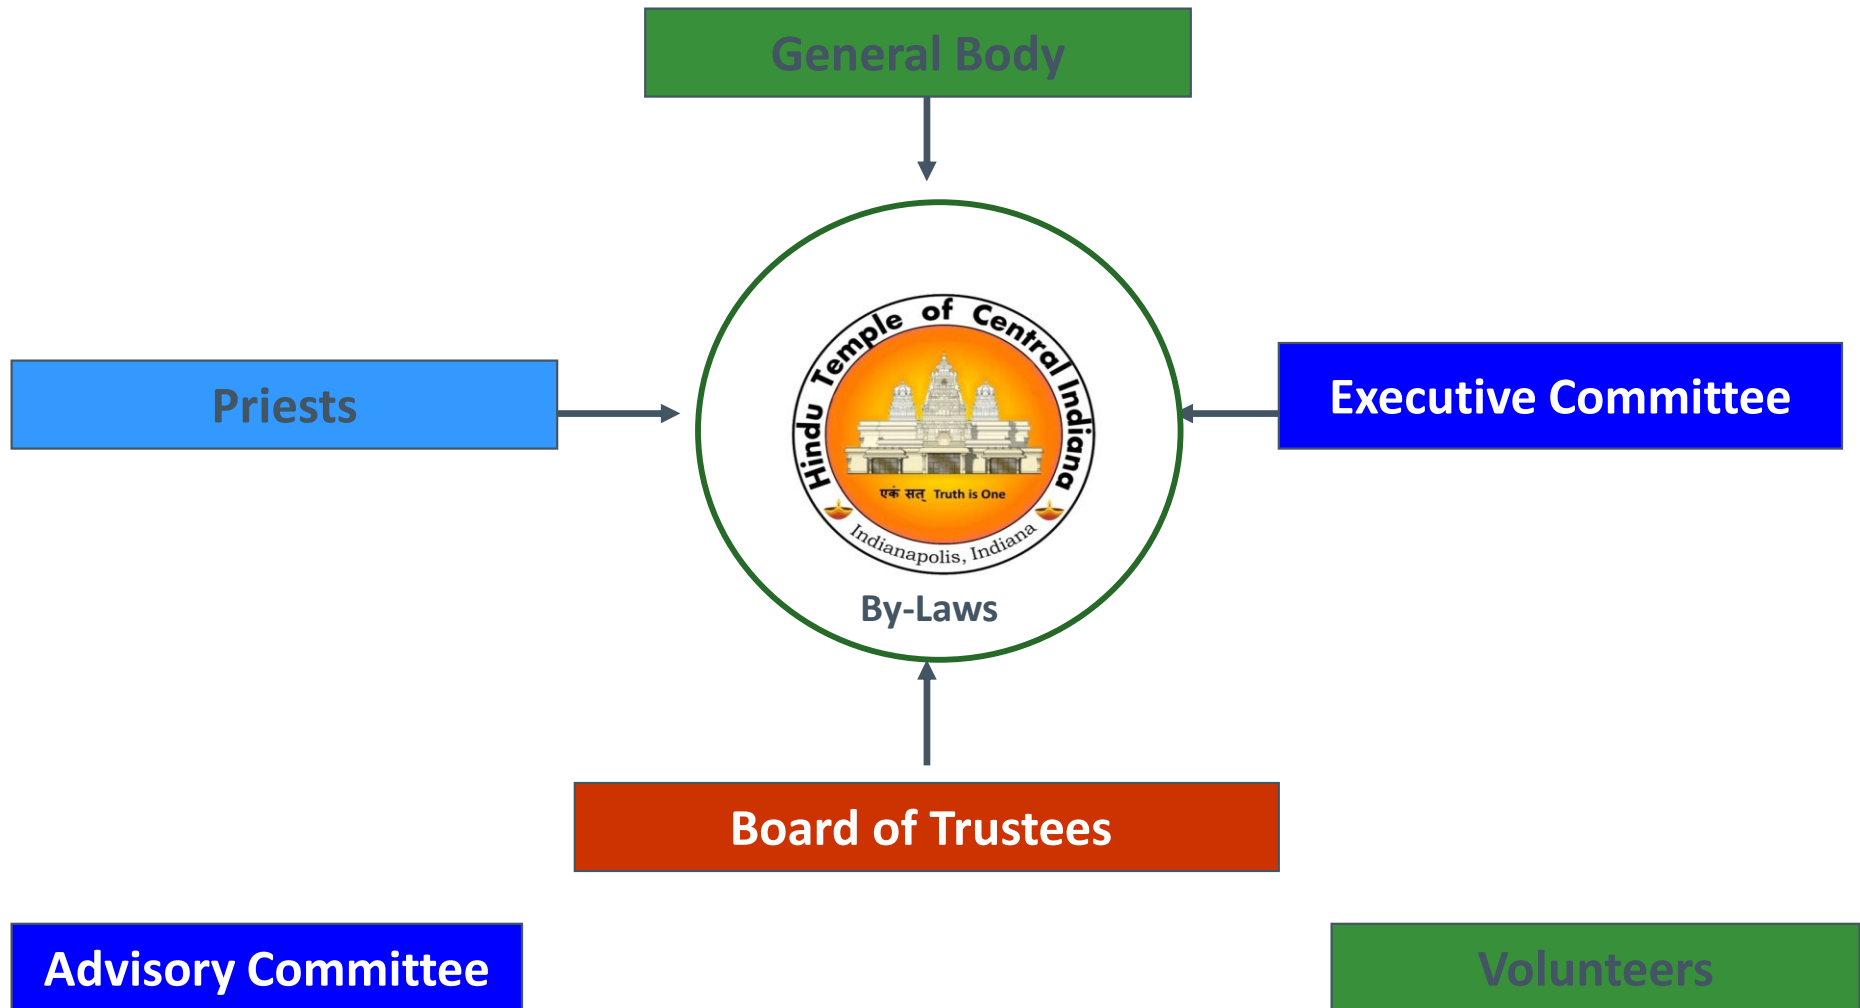 General Body
Hindu Temple of Central Indiana
एकं सत् Truth is One
Indianapolis, Indiana
By-Laws
Priests
Executive Committee
Board of Trustees
Advisory Committee
Volunteers